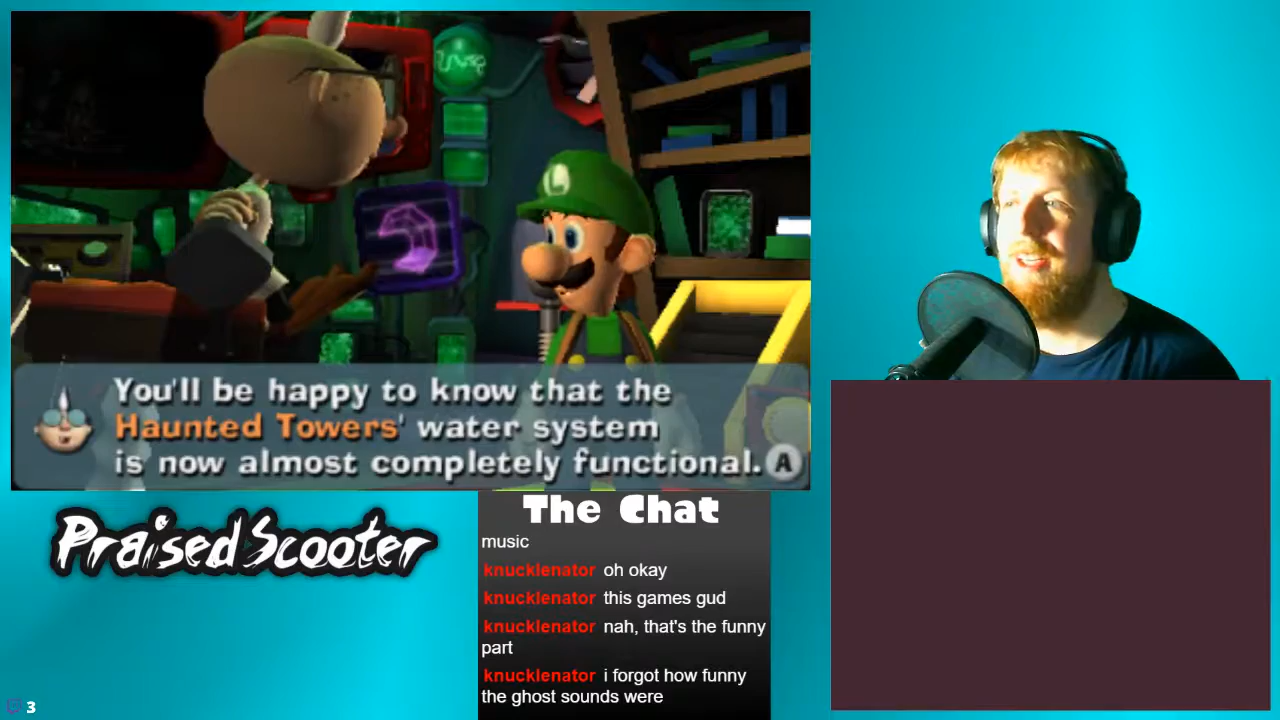 L
You'll be happy to know that the
Haunted Towers' water system
is now almost completely functional.
A
Praised Scooter
The Chat
music
knucklenator oh okay
knucklenator this games gud
knucklenator nah, that's the funny
part
knucklenator i forgot how funny
the ghost sounds were
3